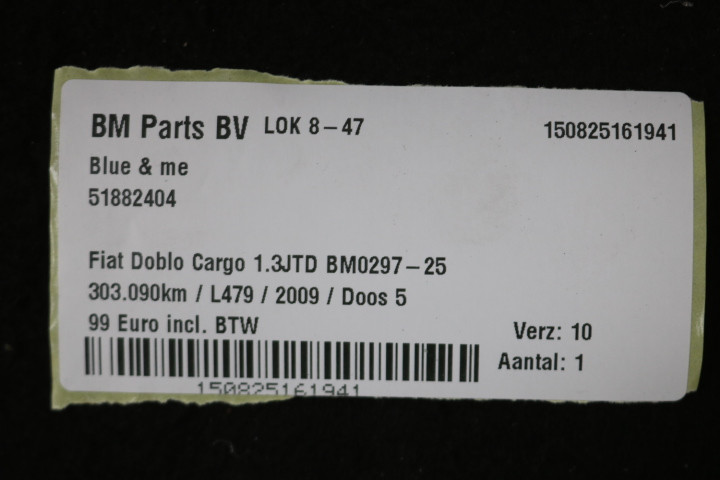 BM Parts BV LOK 8-47 150825161941
Blue & me
51882404
Fiat Doblo Cargo 1.3JTD BM0297-25
303.090km / L479 / 2009 / Doos 5
99 Euro incl. BTW
Verz: 10
Aantal: 1
150825161941